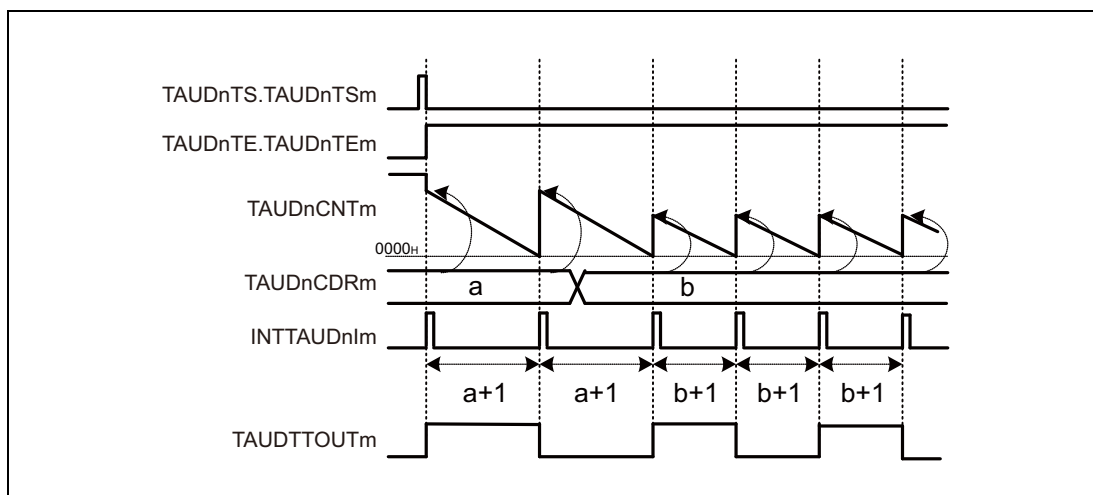 TAUDnTS.TAUDnTSm
TAUDnTE.TAUDnTEm
TAUDnCNTm
0000H
TAUDnCDRm
a
b
INTTAUDnIm
a+1
a+1
b+1
b+1
b+1
TAUDTTOUTm